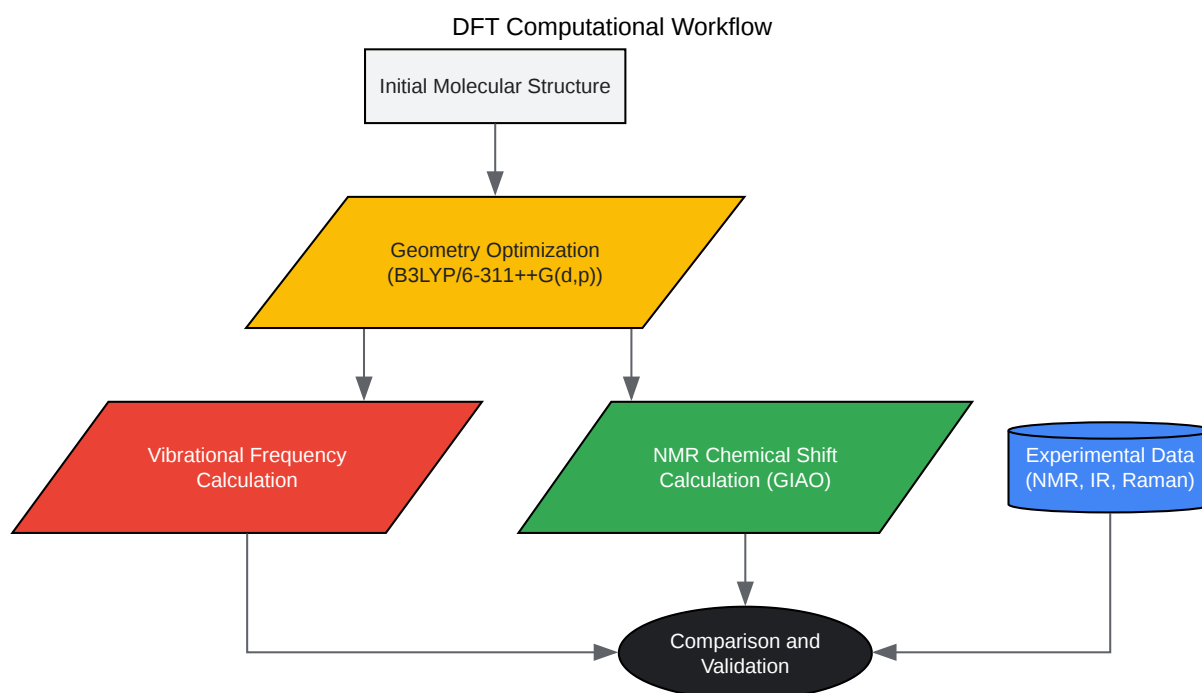 DFT Computational Workflow
Initial Molecular Structure
Geometry Optimization
(B3LYP/6-311++G(d,p))
Vibrational Frequency
Calculation
NMR Chemical Shift
Calculation (GIAO)
Experimental Data
(NMR, IR, Raman)
Comparison and
Validation